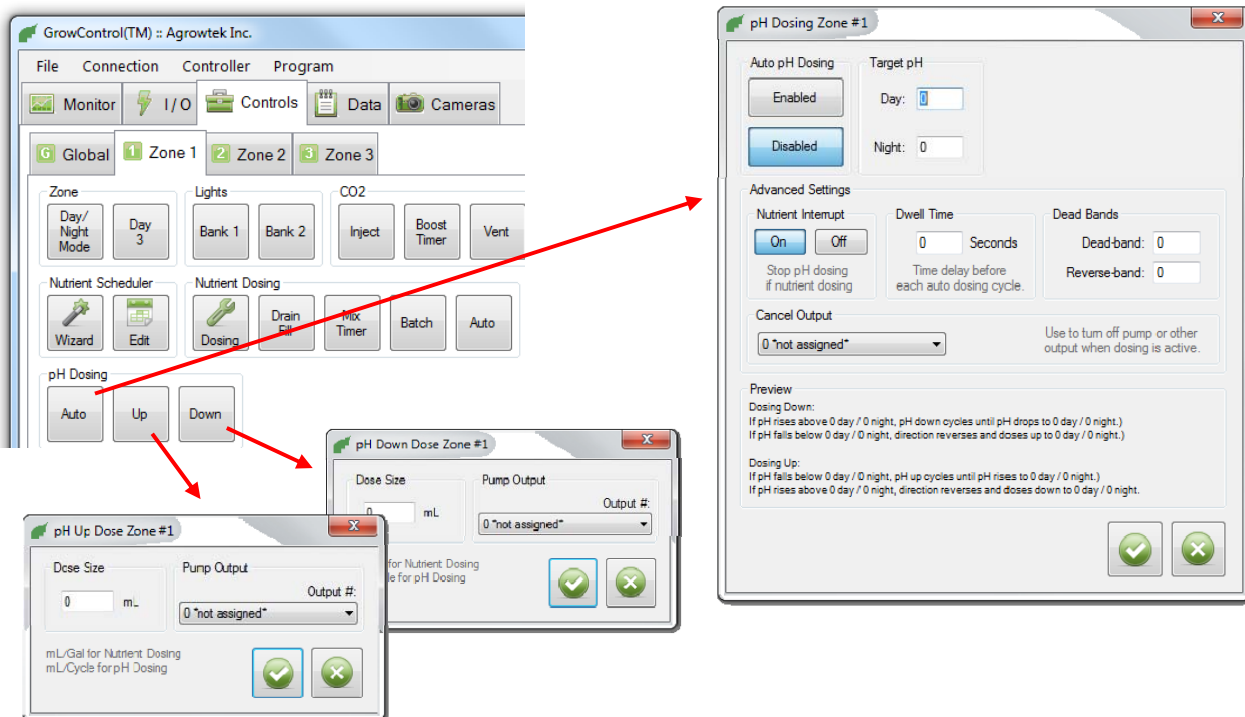 GrowControl(TM) :: Agrowtek Inc.
File Connection Controller Program
Monitor I/O Controls Data Cameras
G Global 1 Zone 1 2 Zone 2 3 Zone 3
Zone Lights CO2
Day/
Night
Mode
Day
3
Bank 1 Bank 2 Inject
Boost
Timer
Vent
Nutrient Scheduler Nutrient Dosing
Wizard Edit Dosing
Drain
Fill
Mix
Timer
Batch Auto
pH Dosing
Auto Up Down
pH Down Dose Zone #1
Dose Size Pump Output
Output #:
0 mL 0 *not assigned*
for Nutrient Dosing
for pH Dosing
pH Up Dose Zone #1
Dose Size Pump Output
Output #:
0 mL 0 *not assigned*
mL/Gal for Nutrient Dosing
mL/Cycle for pH Dosing
pH Dosing Zone #1
Auto pH Dosing Target pH
Enabled Day: 0
Disabled Night: 0
Advanced Settings
Nutrient Interrupt Dwell Time Dead Bands
On Off 0 Seconds Dead-band: 0
Stop pH dosing
if nutrient dosing
Time delay before
each auto dosing cycle.
Reverse-band: 0
Cancel Output
0 *not assigned*
Use to turn off pump or other
output when dosing is active.
Preview
Dosing Down:
If pH rises above 0 day / 0 night, pH down cycles until pH drops to 0 day / 0 night.)
If pH falls below 0 day / 0 night, direction reverses and doses up to 0 day / 0 night.)
Dosing Up:
If pH falls below 0 day / 0 night, pH up cycles until pH rises to 0 day / 0 night.)
If pH rises above 0 day / 0 night, direction reverses and doses down to 0 day / 0 night.